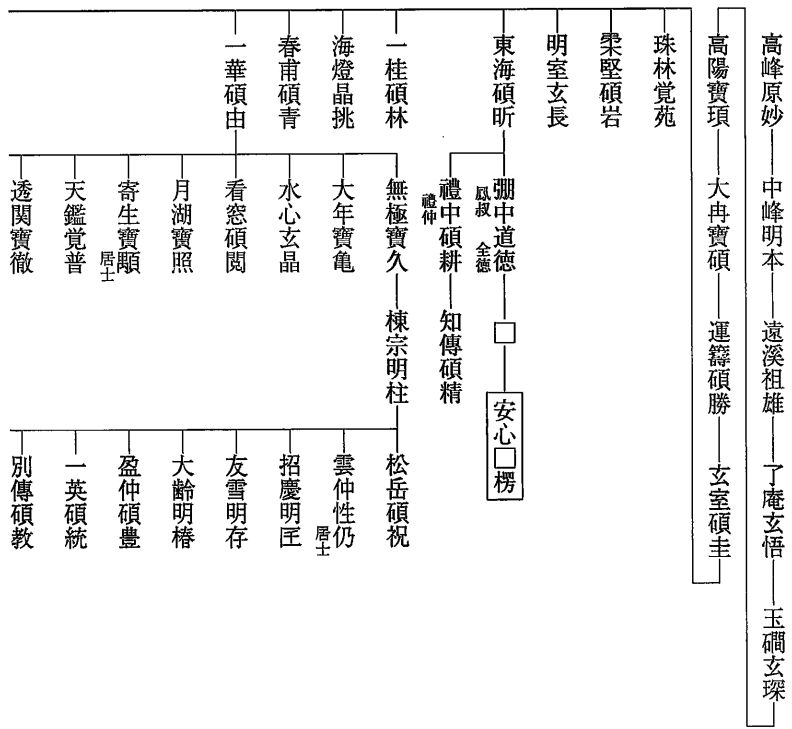 高峰原妙
中峰明本
遠溪祖雄
了庵玄悟
玉磵玄琛
高陽寶頊
大冉寶碩
運籌碩勝
玄室碩圭
珠林覚苑
梁堅碩岩
明室玄長
東海碩昕
一桂碩林
海燈晶挑
春甫碩青
一華碩由
弸中道徳
鳳叔 全徳
□
安心□楞
禮中碩耕
禮仲
知傳碩精
無極寶久
大年寶亀
水心玄晶
看窓碩閲
月湖寶照
寄生寶顒
居士
天鑑覚普
透関寶徹
棟宗明柱
松岳碩祝
雲仲性仍
居士
招慶明匡
友雪明存
大齢明椿
盈仲碩豊
一英碩統
別傳碩教